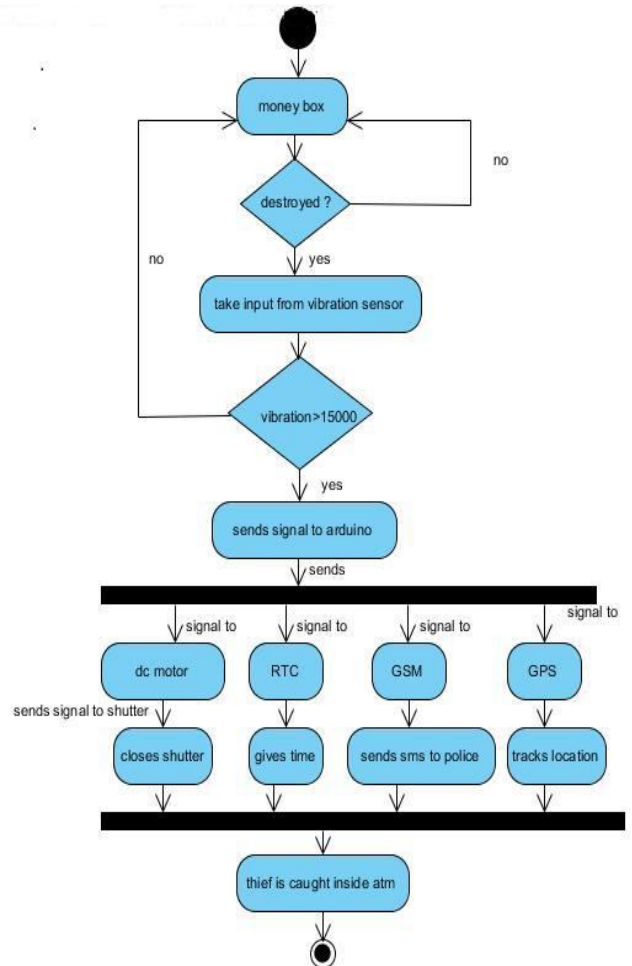 money box
no
destroyed ?
no
yes
take input from vibration sensor
vibration>15000
yes
sends signal to arduino
sends
signal to
signal to
signal to
signal to
dc motor
RTC
GSM
GPS
sends signal to shutter
closes shutter
gives time
sends sms to police
tracks location
thief is caught inside atm